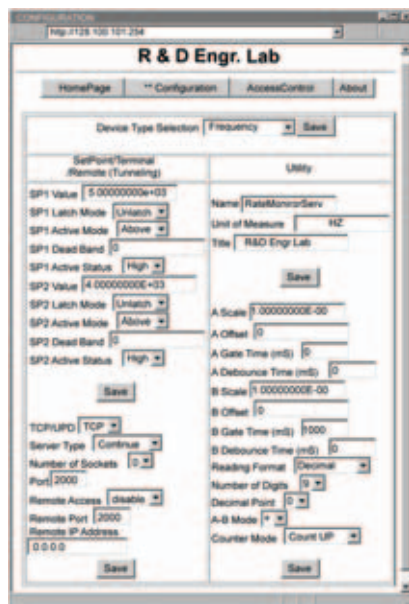 CONFIGURATION
http://128.100.101.254
R & D Engr. Lab
HomePage
** Configuration
AccessControl
About
Device Type Selection Frequency Save
SetPoint/Terminal
/Remote (Tunneling)
SP1 Value 5.00000000e+03
SP1 Latch Mode Unlatch
SP1 Active Mode Above
SP1 Dead Band 0
SP1 Active Status High
SP2 Value 4.00000000E+03
SP2 Latch Mode Unlatch
SP2 Active Mode Above
SP2 Dead Band 0
SP2 Active Status High
Save
TCP/UPD TCP
Server Type Continue
Number of Sockets 0
Port 2000
Remote Access disable
Remote Port 2000
Remote IP Address
0.0.0.0
Save
Utility
Name RateMonirorServ
Unit of Measure HZ
Title R&D Engr Lab
Save
A Scale 1.00000000E-00
A Offset 0
A Gate Time (mS) 0
A Debounce Time (mS) 0
B Scale 1.00000000E-00
B Offset 0
B Gate Time (mS) 1000
B Debounce Time (mS) 0
Reading Format Decimal
Number of Digits 9
Decimal Point 0
A-B Mode +
Counter Mode Count UP
Save